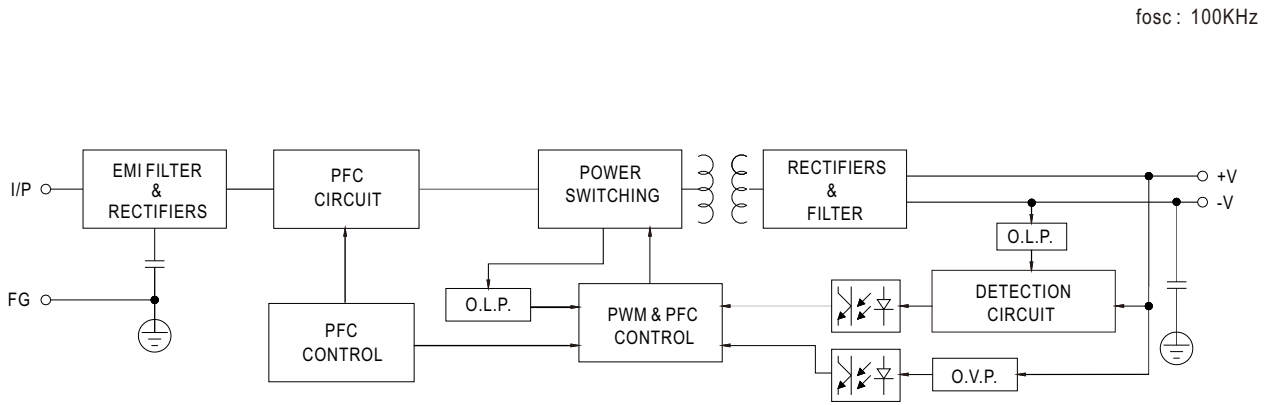 fosc : 100KHz
I/P
EMI FILTER
&
RECTIFIERS
PFC
CIRCUIT
POWER
SWITCHING
RECTIFIERS
&
FILTER
+V
-V
O.L.P.
FG
PFC
CONTROL
O.L.P.
PWM & PFC
CONTROL
DETECTION
CIRCUIT
O.V.P.